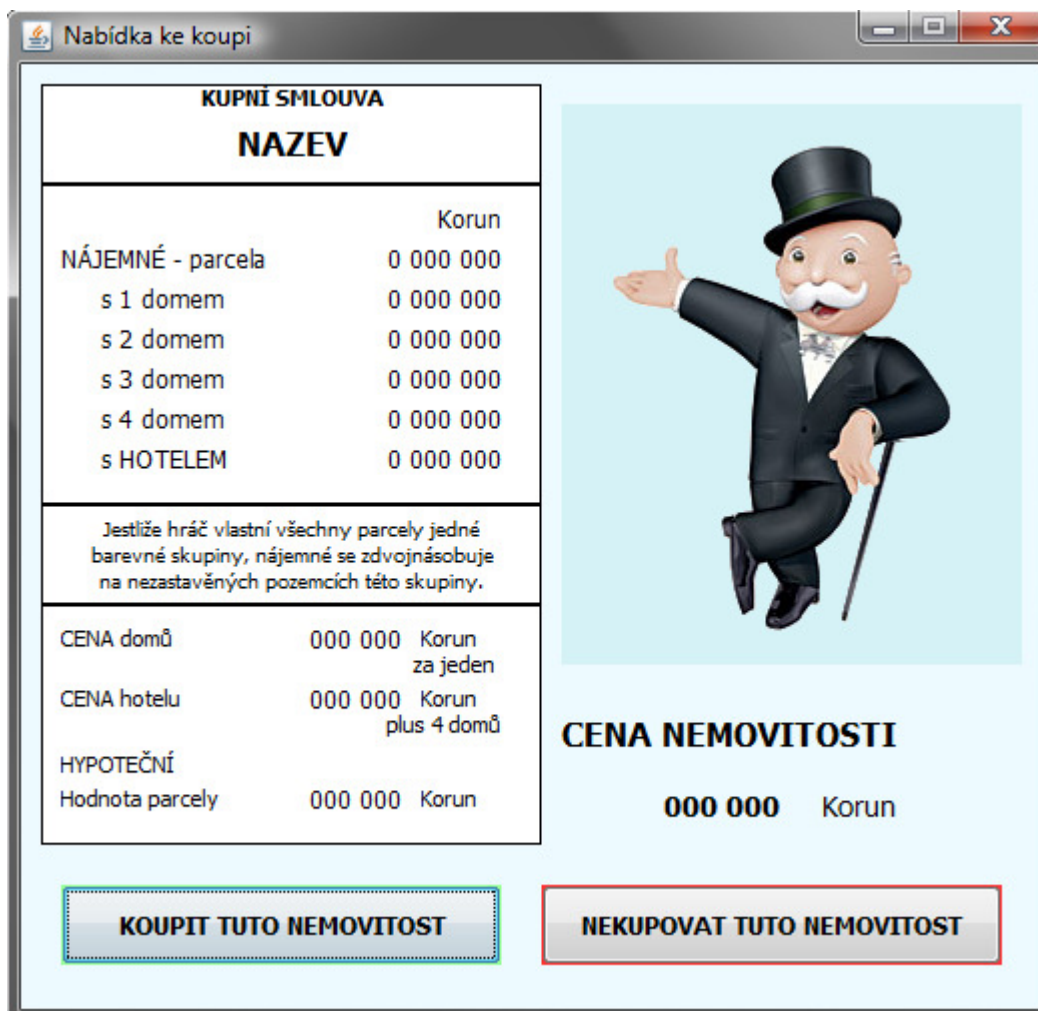 Nabídka ke koupi
KUPNÍ SMLOUVA
NAZEV
Korun
NÁJEMNÉ - parcela 0 000 000
s 1 domem 0 000 000
s 2 domem 0 000 000
s 3 domem 0 000 000
s 4 domem 0 000 000
s HOTELEM 0 000 000
Jestliže hráč vlastní všechny parcely jedné
barevné skupiny, nájemné se zdvojnásobuje
na nezastavěných pozemcích této skupiny.
CENA domů 000 000 Korun
za jeden
CENA hotelu 000 000 Korun
plus 4 domů
HYPOTEČNÍ
Hodnota parcely 000 000 Korun
CENA NEMOVITOSTI
000 000 Korun
KOUPIT TUTO NEMOVITOST
NEKUPOVAT TUTO NEMOVITOST